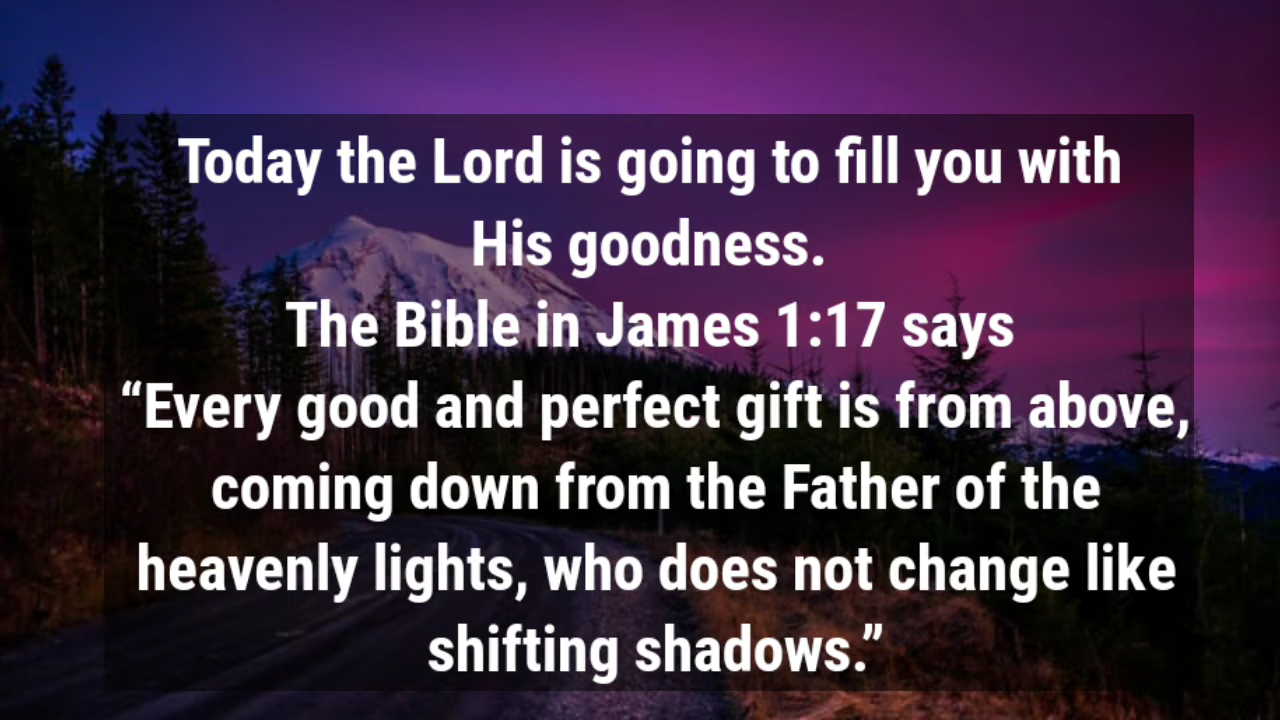 Today the Lord is going to fill you with
His goodness.
The Bible in James 1:17 says
“Every good and perfect gift is from above,
coming down from the Father of the
heavenly lights, who does not change like
shifting shadows.”